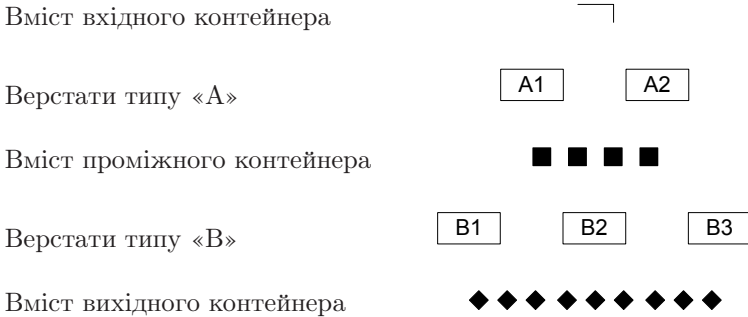 Вміст вхідного контейнера
Верстати типу «A» A1 A2
Вміст проміжного контейнера
Верстати типу «B» B1 B2 B3
Вміст вихідного контейнера